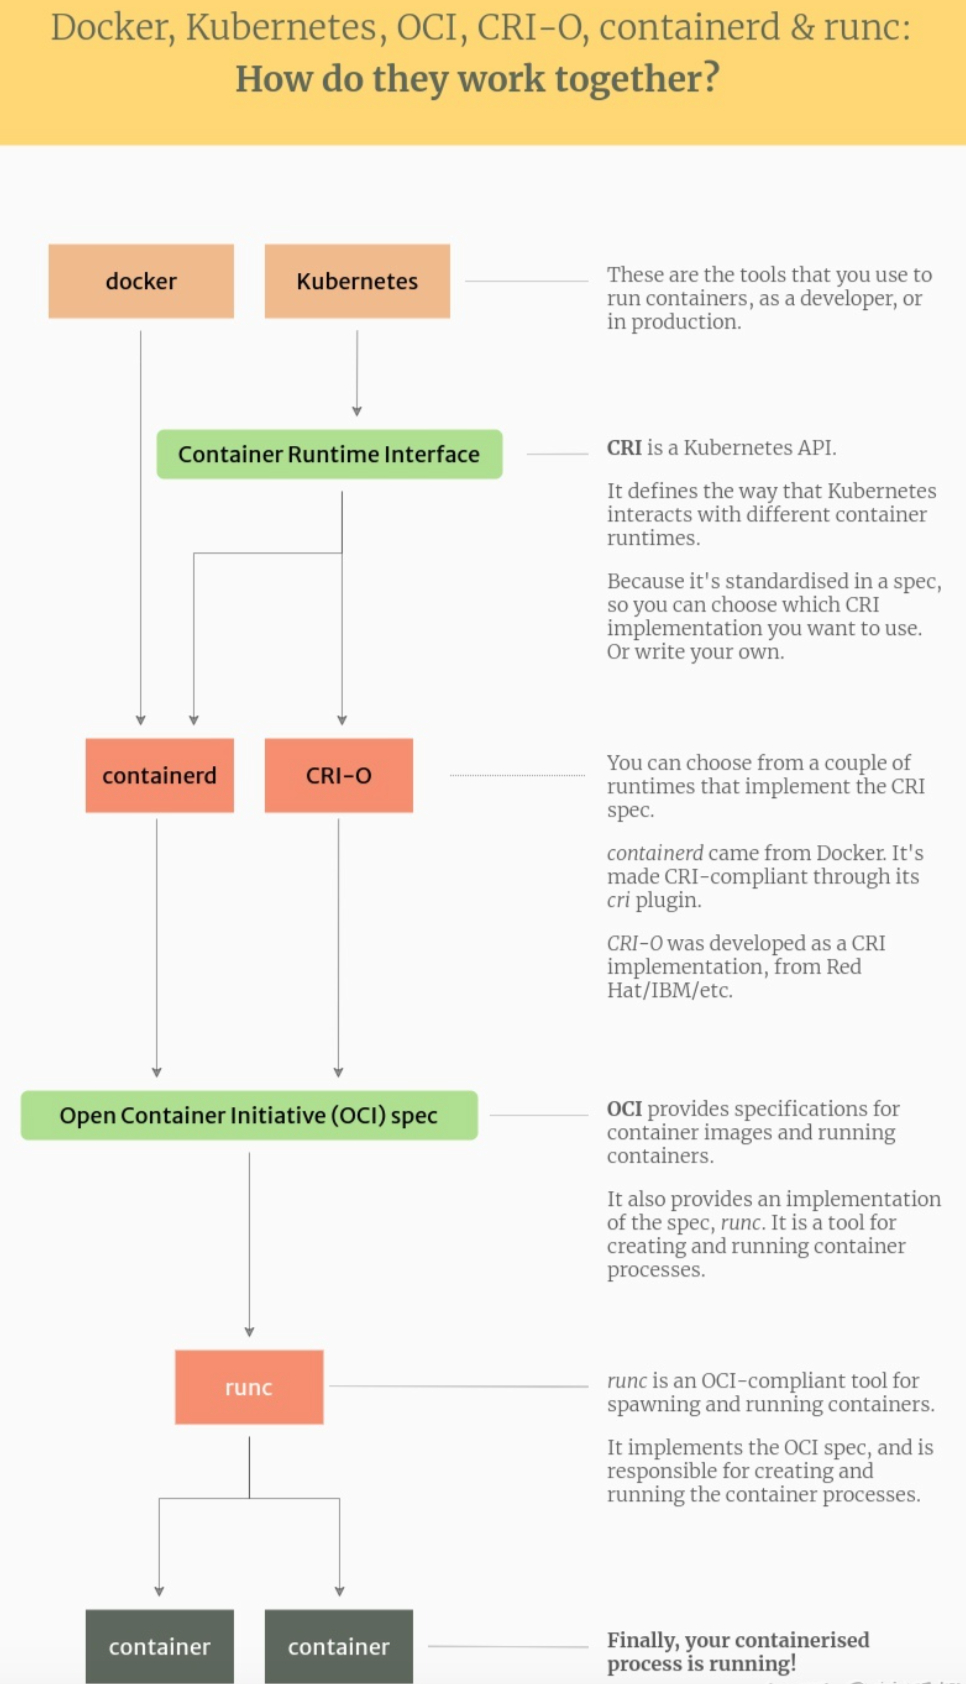 Docker, Kubernetes, OCI, CRI-O, containerd & runc:
How do they work together?
docker
Kubernetes
These are the tools that you use to
run containers, as a developer, or
in production.
Container Runtime Interface
CRI is a Kubernetes API.
It defines the way that Kubernetes
interacts with different container
runtimes.
Because it's standardised in a spec,
so you can choose which CRI
implementation you want to use.
Or write your own.
containerd
CRI-O
You can choose from a couple of
runtimes that implement the CRI
spec.
containerd came from Docker. It's
made CRI-compliant through its
cri plugin.
CRI-O was developed as a CRI
implementation, from Red
Hat/IBM/etc.
Open Container Initiative (OCI) spec
OCI provides specifications for
container images and running
containers.
It also provides an implementation
of the spec, runc. It is a tool for
creating and running container
processes.
runc
runc is an OCI-compliant tool for
spawning and running containers.
It implements the OCI spec, and is
responsible for creating and
running the container processes.
container
container
Finally, your containerised
process is running!